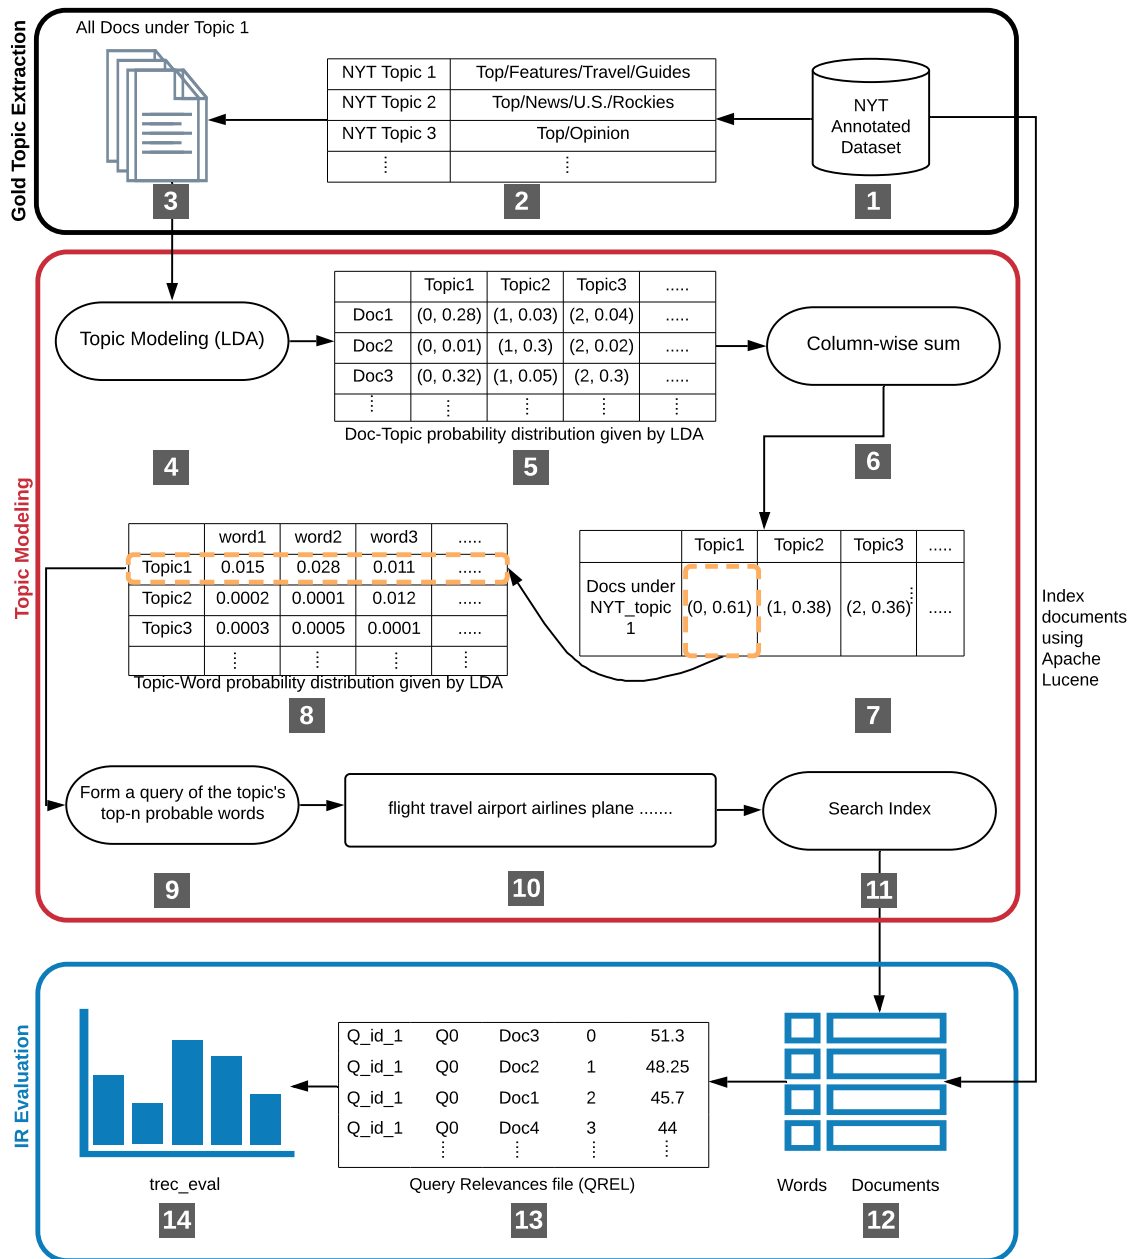 Gold Topic Extraction
All Docs under Topic 1
3
NYT Topic 1 Top/Features/Travel/Guides
NYT Topic 2 Top/News/U.S./Rockies
NYT Topic 3 Top/Opinion
2
NYT
Annotated
Dataset
1
Topic Modeling
Topic Modeling (LDA)
4
Topic1 Topic2 Topic3 .....
Doc1 (0, 0.28) (1, 0.03) (2, 0.04) .....
Doc2 (0, 0.01) (1, 0.3) (2, 0.02) .....
Doc3 (0, 0.32) (1, 0.05) (2, 0.3) .....
Doc-Topic probability distribution given by LDA
5
Column-wise sum
6
Topic1 Topic2 Topic3 .....
Docs under
NYT_topic
1
(0, 0.61) (1, 0.38) (2, 0.36) .....
7
word1 word2 word3 .....
Topic1 0.015 0.028 0.011 .....
Topic2 0.0002 0.0001 0.012 .....
Topic3 0.0003 0.0005 0.0001 .....
Topic-Word probability distribution given by LDA
8
Form a query of the topic's
top-n probable words
9
flight travel airport airlines plane .......
10
Search Index
11
Index
documents
using
Apache
Lucene
IR Evaluation
Words Documents
12
Q_id_1 Q0 Doc3 0 51.3
Q_id_1 Q0 Doc2 1 48.25
Q_id_1 Q0 Doc1 2 45.7
Q_id_1 Q0 Doc4 3 44
Query Relevances file (QREL)
13
trec_eval
14